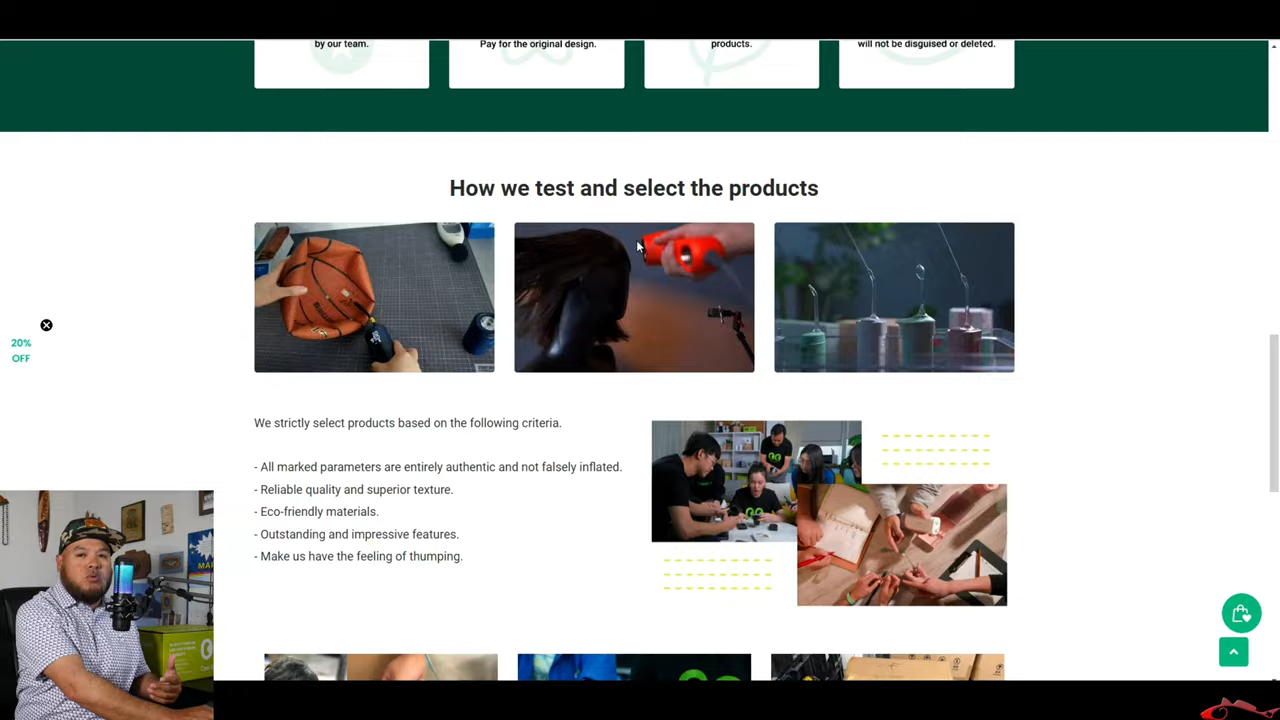 by our team.
Pay for the original design.
products.
will not be disguised or deleted.
How we test and select the products
20%
OFF
We strictly select products based on the following criteria.
- All marked parameters are entirely authentic and not falsely inflated.
- Reliable quality and superior texture.
- Eco-friendly materials.
- Outstanding and impressive features.
- Make us have the feeling of thumping.